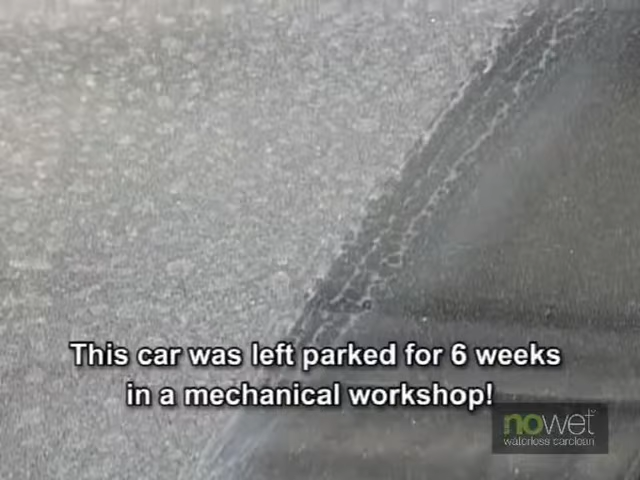 This car was left parked for 6 weeks
in a mechanical workshop!
nowet
waterless carclean